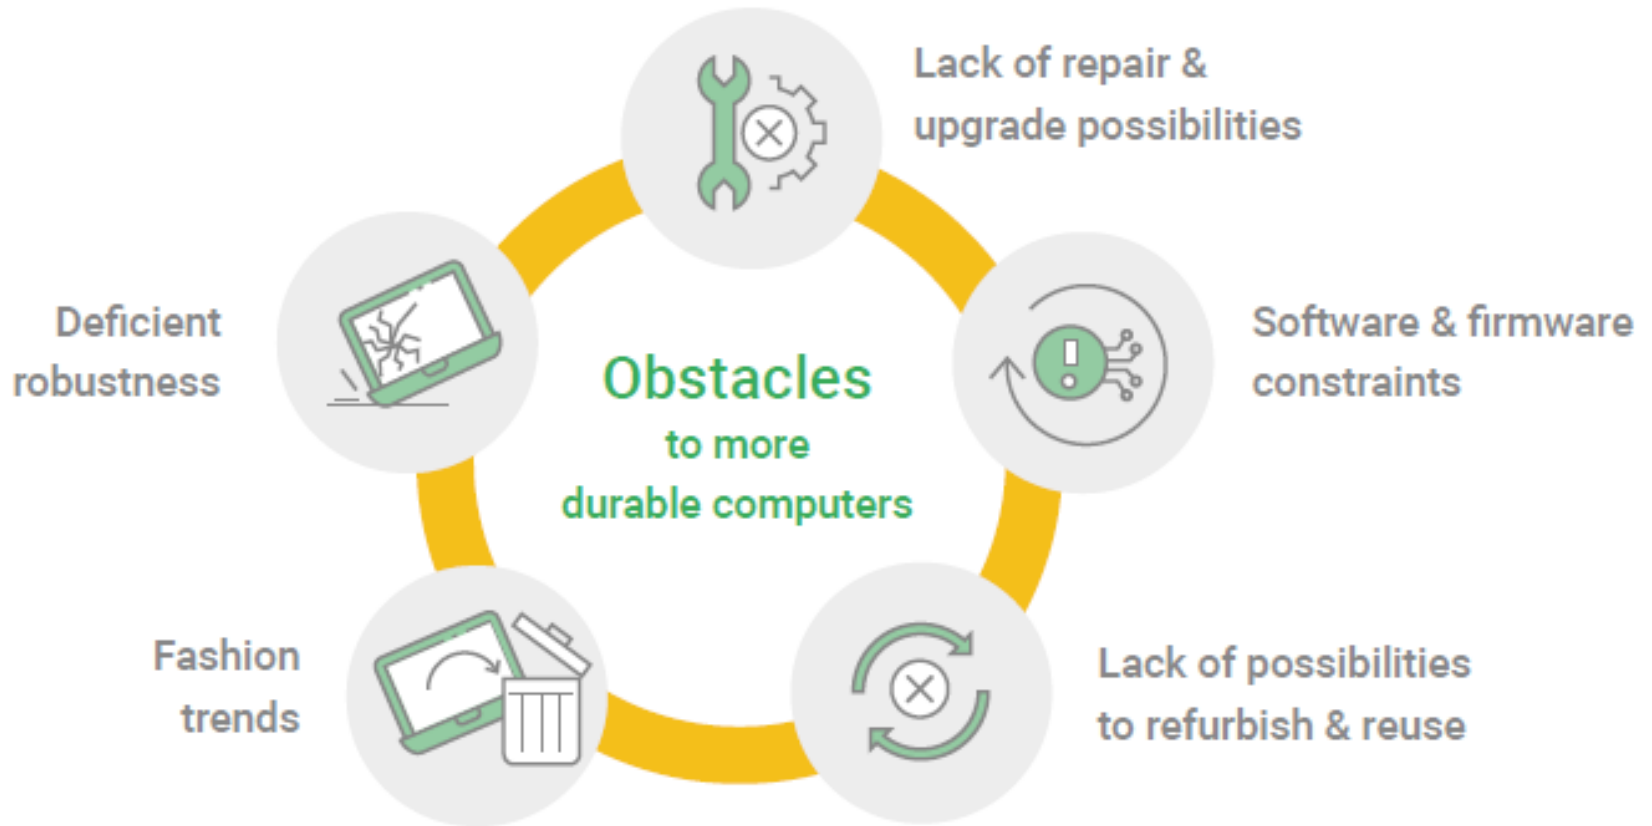 Obstacles
to more
durable computers
Lack of repair &
upgrade possibilities
Software & firmware
constraints
Lack of possibilities
to refurbish & reuse
Fashion
trends
Deficient
robustness